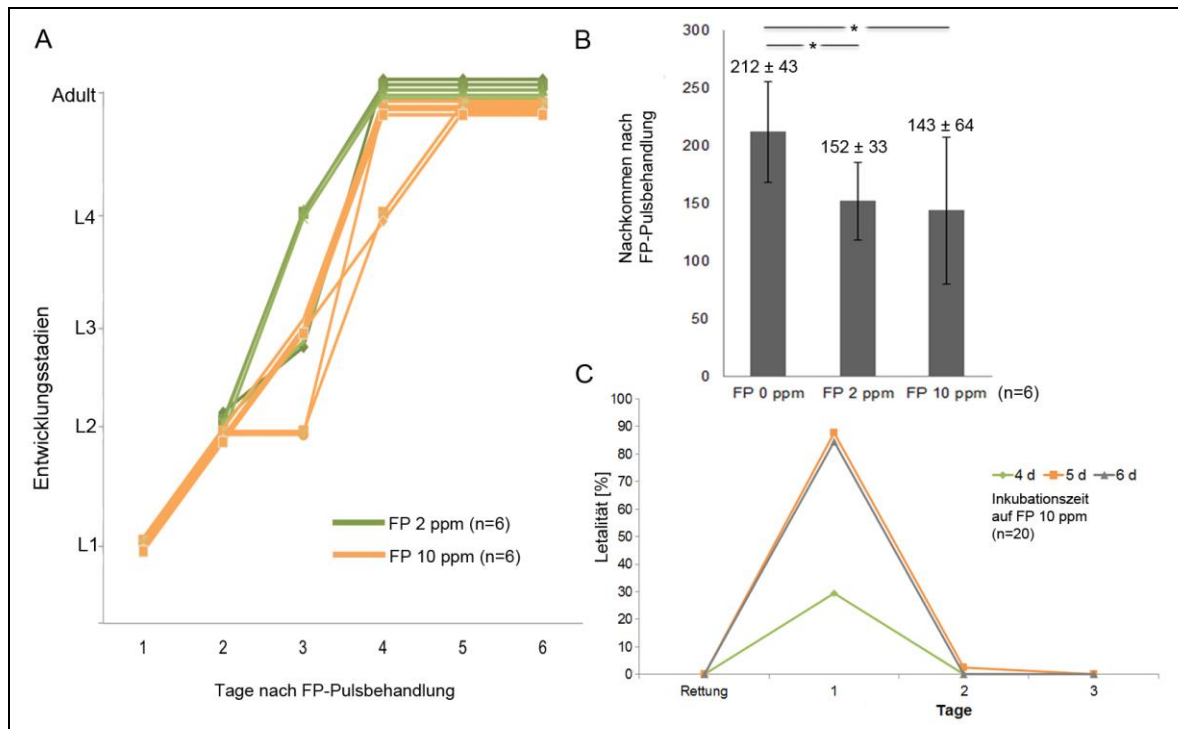 A
Adult
L4
L3
L2
L1
Entwicklungsstadien
FP 2 ppm (n=6)
FP 10 ppm (n=6)
1 2 3 4 5 6
Tage nach FP-Pulsbehandlung
B
300
250
200
150
100
50
0
Nachkommen nach
FP-Pulsbehandlung
*
*
212 ± 43
152 ± 33
143 ± 64
FP 0 ppm FP 2 ppm FP 10 ppm (n=6)
C
100
90
80
70
60
50
40
30
20
10
0
Letalität [%]
4 d 5 d 6 d
Inkubationszeit
auf FP 10 ppm
(n=20)
Rettung 1 2 3
Tage